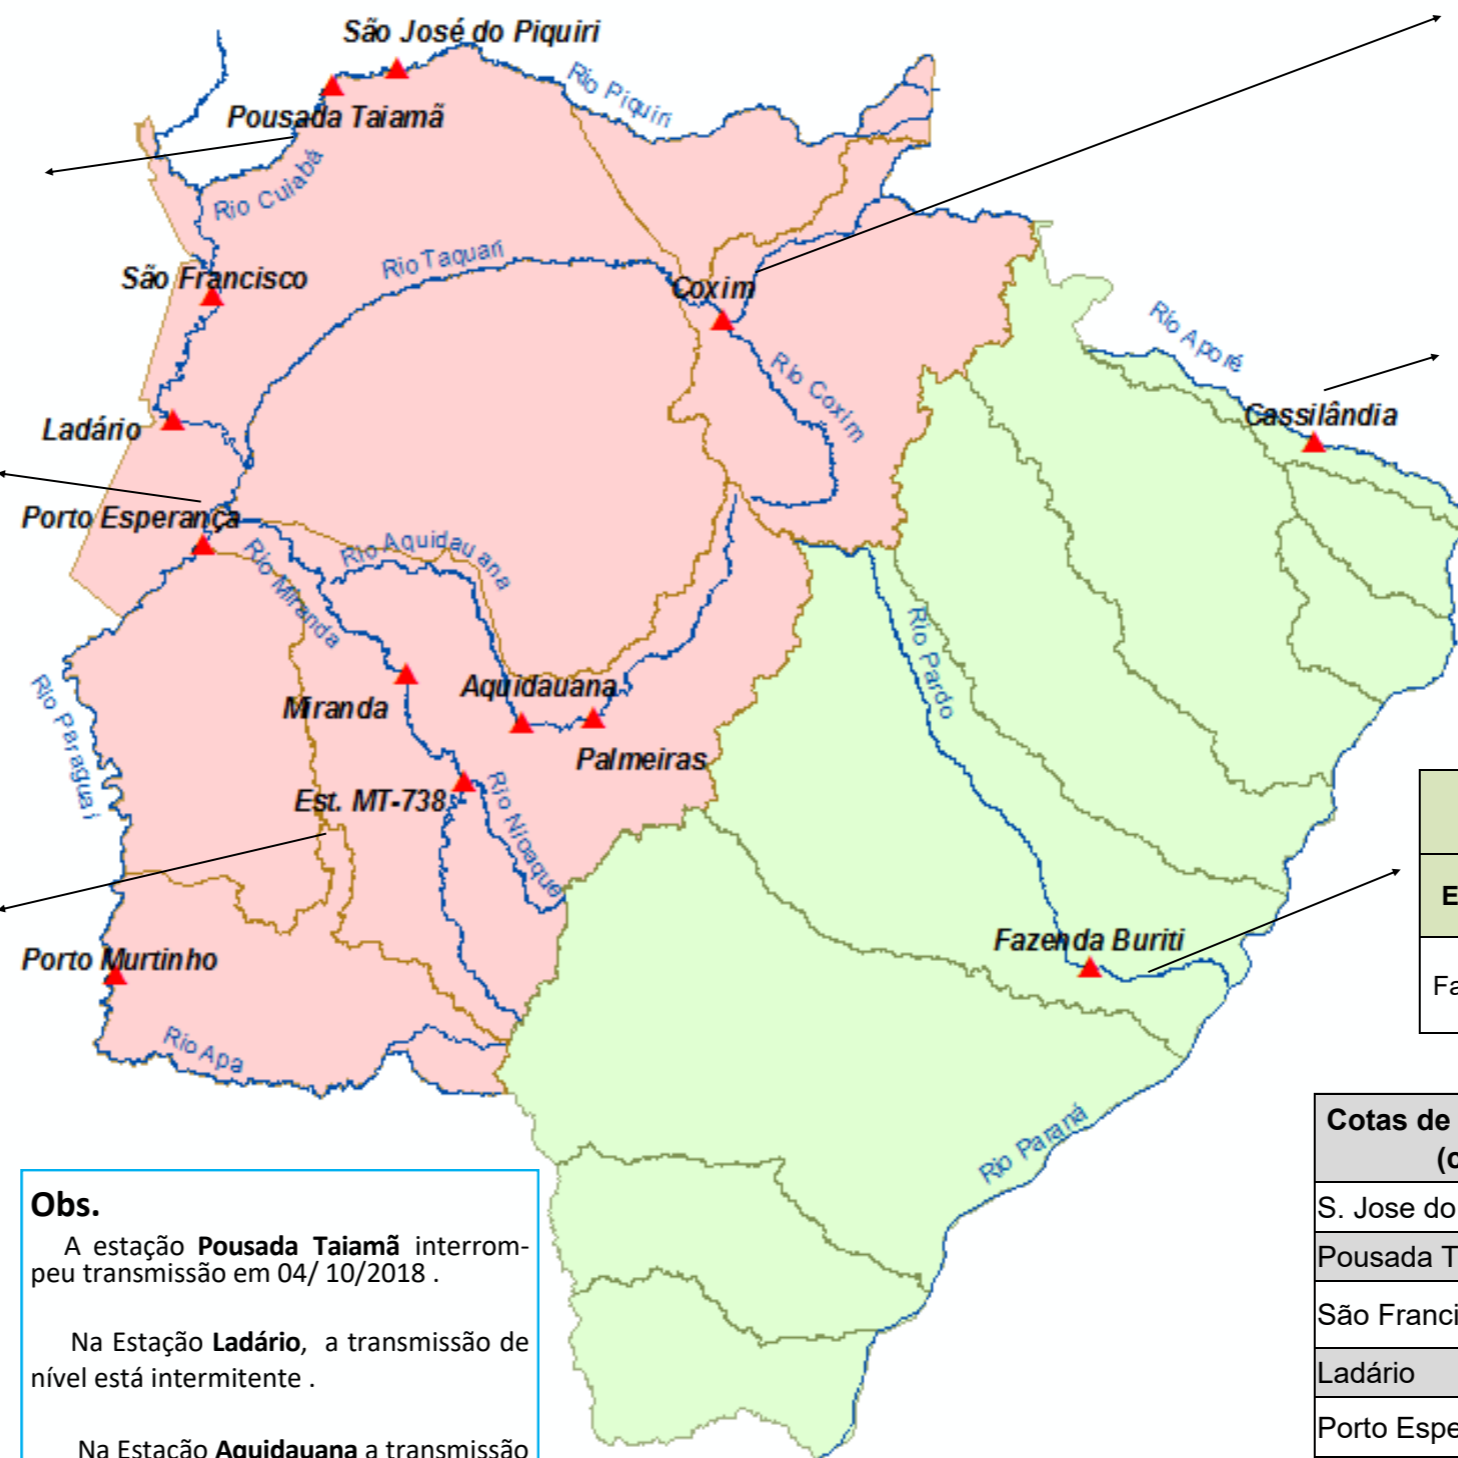 São José do Piquiri
Rio Piquiri
Pousada Taiamã
Rio Cuiabá
São Francisco
Rio Taquari
Coxim
Rio Aporé
Rio Coxim
Cassilândia
Ladário
Porto Esperança
Rio Aquidauana
Rio Miranda
Rio Pardo
Aquidauana
Miranda
Rio Paraguai
Palmeiras
Est. MT-738
Rio Nioaque
Fazenda Buriti
Porto Murtinho
Rio Apa
Rio Paraná
E
Fa
Cotas de
(c
S. Jose do
Pousada T
São Franci
Ladário
Porto Espe
Obs.
A estação Pousada Taiamã interrom-
peu transmissão em 04/ 10/2018 .
Na Estação Ladário, a transmissão de
nível está intermitente .
Na Estação Aquidauana a transmissão